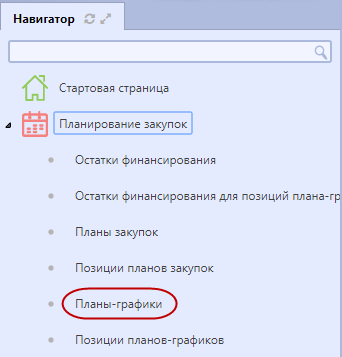 Навигатор
Стартовая страница
Планирование закупок
Остатки финансирования
Остатки финансирования для позиций плана-гр
Планы закупок
Позиции планов закупок
Планы-графики
Позиции планов-графиков